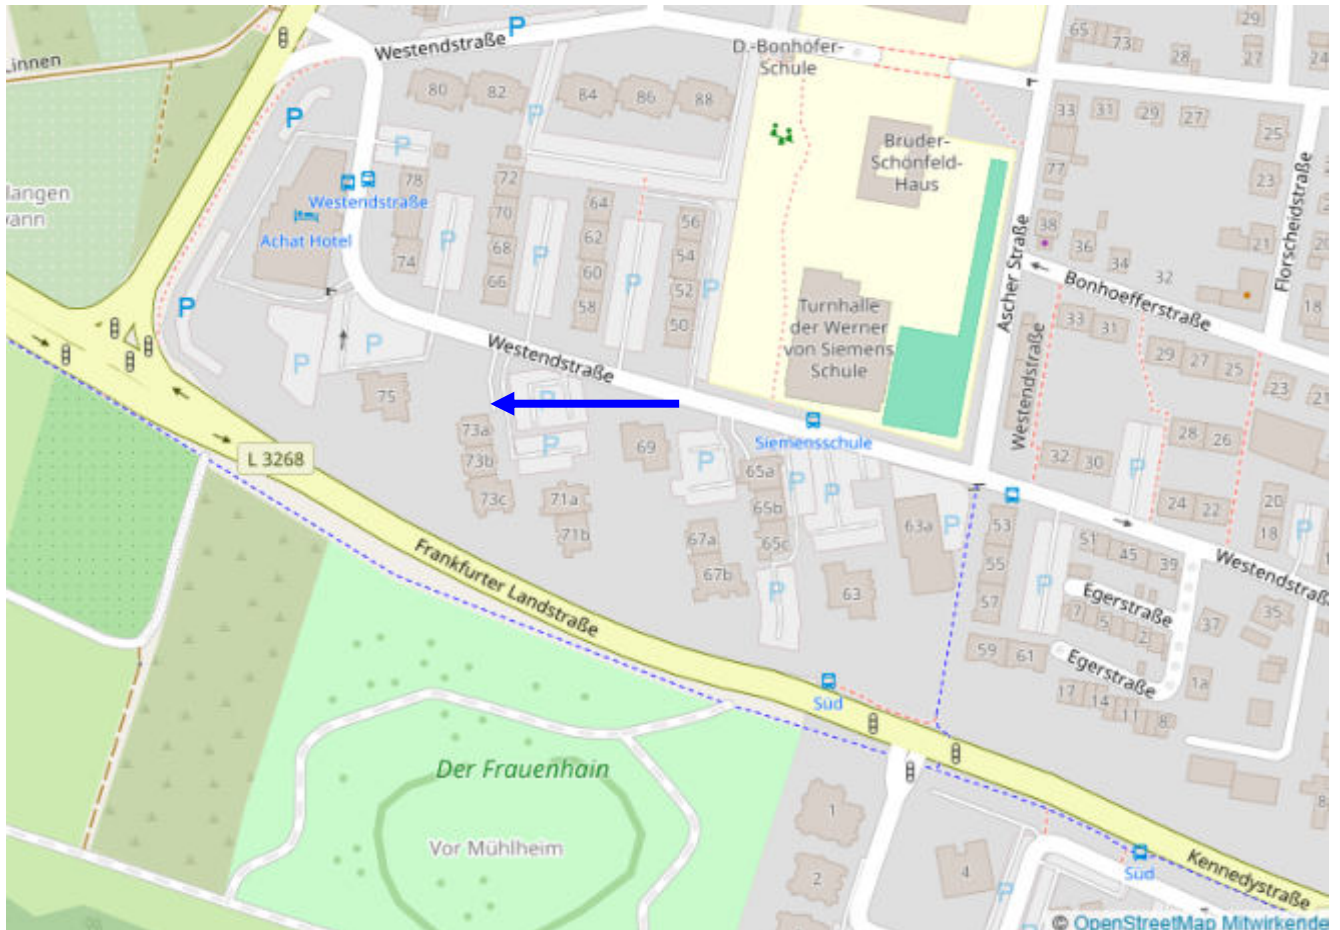 Linnen
Westendstraße
P
D.-Bonhöfer-
Schule
65
73
28
29
27
24
80
82
84
86
88
P
P
33
31
29
27
25
Bruder-
Schönfeld-
Haus
langen
wann
P
78
72
64
56
77
23
Florscheidstraße
Westendstraße
70
62
54
38
36
34
32
21
20
Achat Hotel
74
68
66
60
58
52
50
P
P
P
P
Ascher Straße
Bonhoefferstraße
18
P
P
P
Turnhalle
der Werner
von Siemens
Schule
33
31
29
27
25
23
21
Westendstraße
Westendstraße
75
P
Siemensschule
28
26
73a
73b
73c
P
69
P
65a
65b
65c
P
P
32
30
P
24
22
20
18
L 3268
71a
71b
67a
67b
63a
P
53
55
57
51
45
39
P
P
Westendstraße
Frankfurter Landstraße
P
63
Egerstraße
7
5
2
37
35
59
61
Egerstraße
17
14
11
8
1a
Süd
Der Frauenhain
Vor Mühlheim
1
2
4
P
8
Süd
Kennedystraße
© OpenStreetMap Mitwirkende